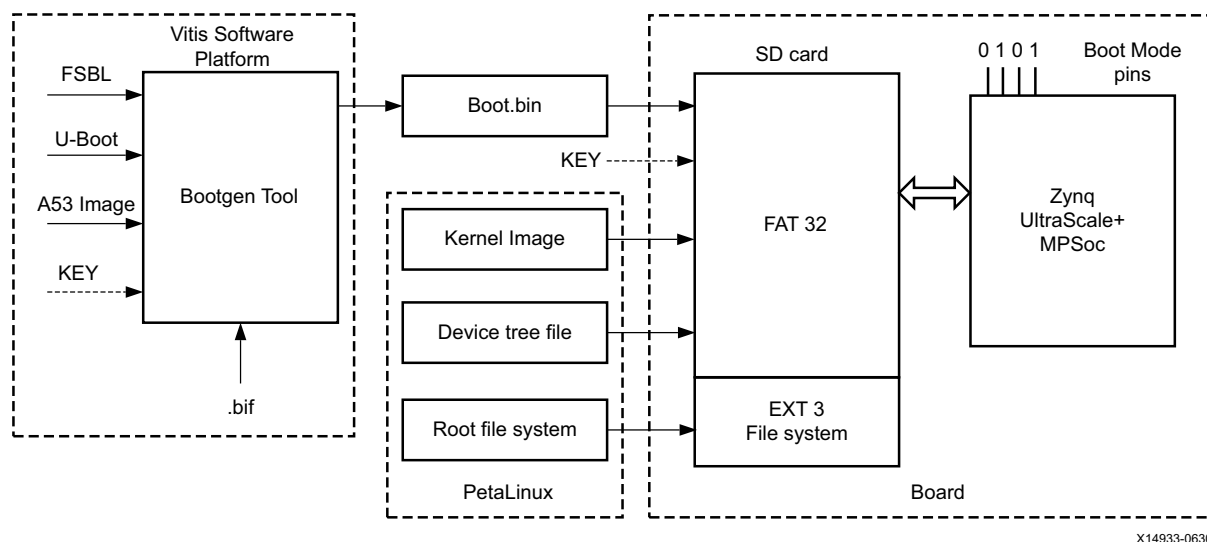 Vitis Software
Platform
FSBL
U-Boot
A53 Image
KEY
Bootgen Tool
.bif
Boot.bin
KEY
Kernel Image
Device tree file
Root file system
PetaLinux
SD card
FAT 32
EXT 3
File system
0 1 0 1
Boot Mode
pins
Zynq
UltraScale+
MPSoc
Board
X14933-0630